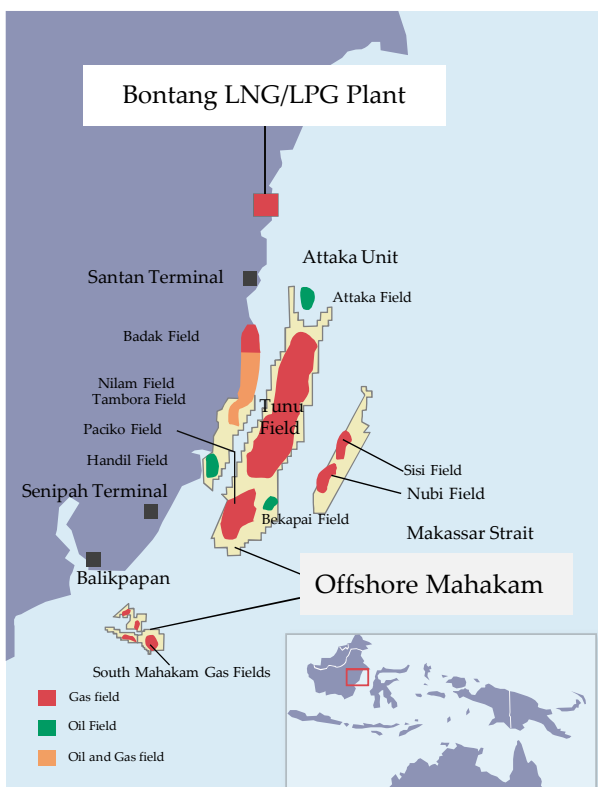 Bontang LNG/LPG Plant
Attaka Unit
Santan Terminal
Attaka Field
Badak Field
Nilam Field
Tambora Field
Tunu
Field
Paciko Field
Handil Field
Sisi Field
Senipah Terminal
Nubi Field
Bekapai Field
Makassar Strait
Balikpapan
Offshore Mahakam
South Mahakam Gas Fields
Gas field
Oil Field
Oil and Gas field